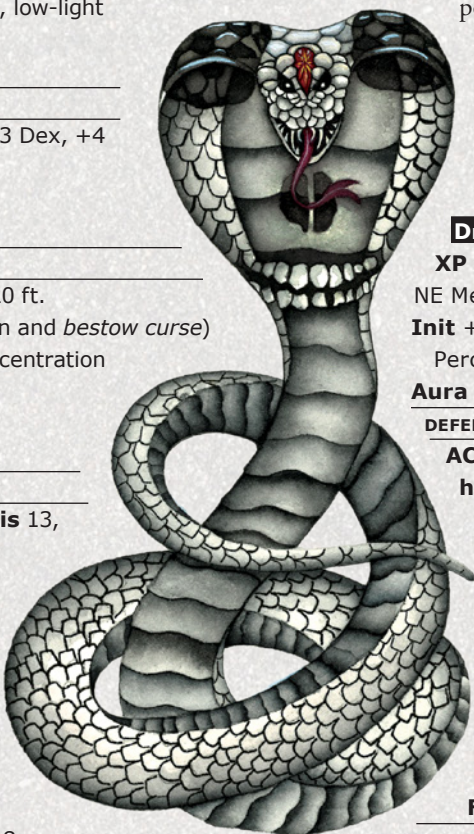 , low-light
3 Dex, +4
0 ft.
n and bestow curse)
centration
is 13,
XP
NE Me
Init +
Perc
Aura
DEFE
AC
h
F